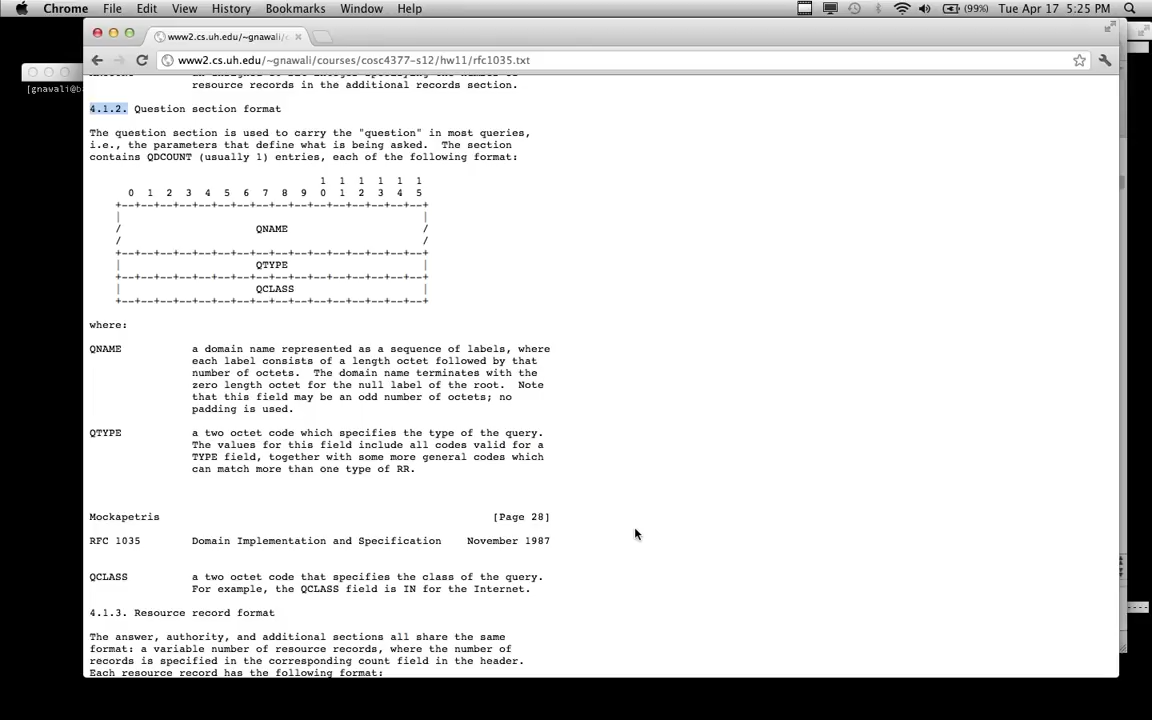 Chrome File Edit View History Bookmarks Window Help (99%) Tue Apr 17 5:25 PM
www2.cs.uh.edu/~gnawali/c
www2.cs.uh.edu/~gnawali/courses/cosc4377-s12/hw11/rfc1035.txt
[gnawali@b
resource records in the additional records section.
4.1.2. Question section format
The question section is used to carry the "question" in most queries,
i.e., the parameters that define what is being asked.  The section
contains QDCOUNT (usually 1) entries, each of the following format:
1 1 1 1 1 1
0 1 2 3 4 5 6 7 8 9 0 1 2 3 4 5
+--+--+--+--+--+--+--+--+--+--+--+--+--+--+--+--+
|                                               |
/                     QNAME                     /
/                                               /
+--+--+--+--+--+--+--+--+--+--+--+--+--+--+--+--+
|                     QTYPE                     |
+--+--+--+--+--+--+--+--+--+--+--+--+--+--+--+--+
|                     QCLASS                    |
+--+--+--+--+--+--+--+--+--+--+--+--+--+--+--+--+
where:
QNAME a domain name represented as a sequence of labels, where
each label consists of a length octet followed by that
number of octets.  The domain name terminates with the
zero length octet for the null label of the root.  Note
that this field may be an odd number of octets; no
padding is used.
QTYPE a two octet code which specifies the type of the query.
The values for this field include all codes valid for a
TYPE field, together with some more general codes which
can match more than one type of RR.
Mockapetris [Page 28]
RFC 1035 Domain Implementation and Specification November 1987
QCLASS a two octet code that specifies the class of the query.
For example, the QCLASS field is IN for the Internet.
4.1.3. Resource record format
The answer, authority, and additional sections all share the same
format: a variable number of resource records, where the number of
records is specified in the corresponding count field in the header.
Each resource record has the following format: